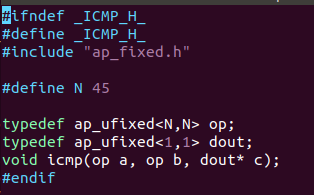 #ifndef _ICMP_H_
#define _ICMP_H_
#include "ap_fixed.h"
#define N 45
typedef ap_ufixed<N,N> op;
typedef ap_ufixed<1,1> dout;
void icmp(op a, op b, dout* c);
#endif